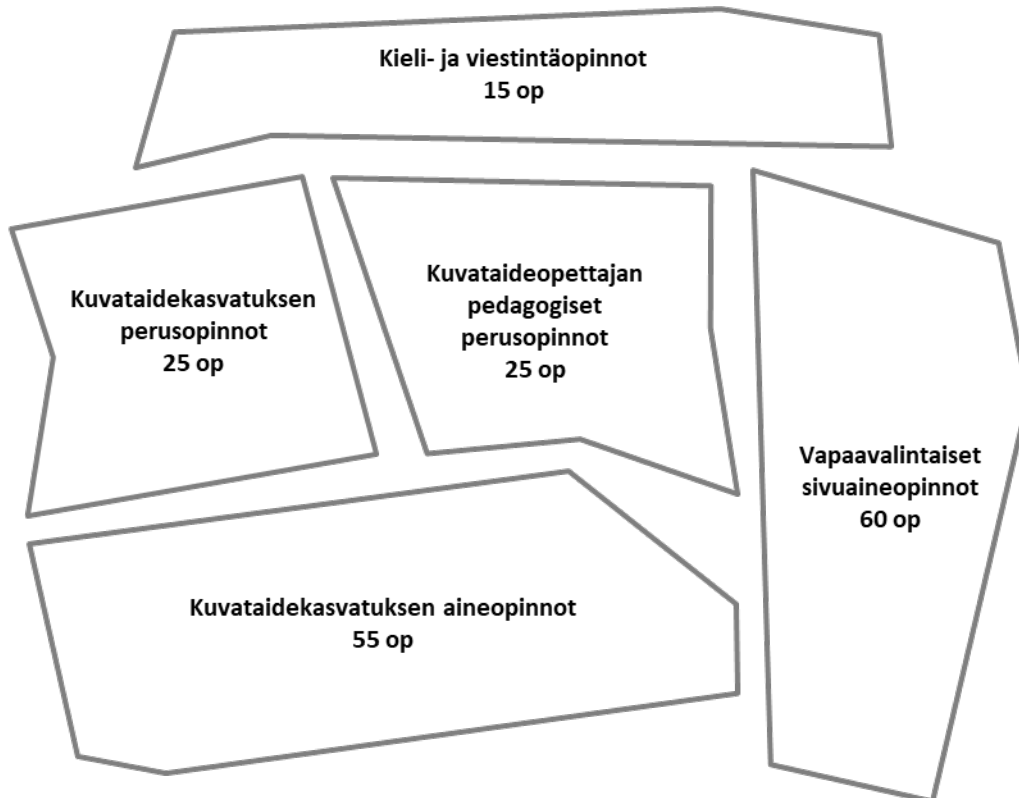 Kieli- ja viestintäopinnot
15 op
Kuvataidekasvatuksen
perusopinnot
25 op
Kuvataideopettajan
pedagogiset
perusopinnot
25 op
Vapaavalintaiset
sivuaineopinnot
60 op
Kuvataidekasvatuksen aineopinnot
55 op